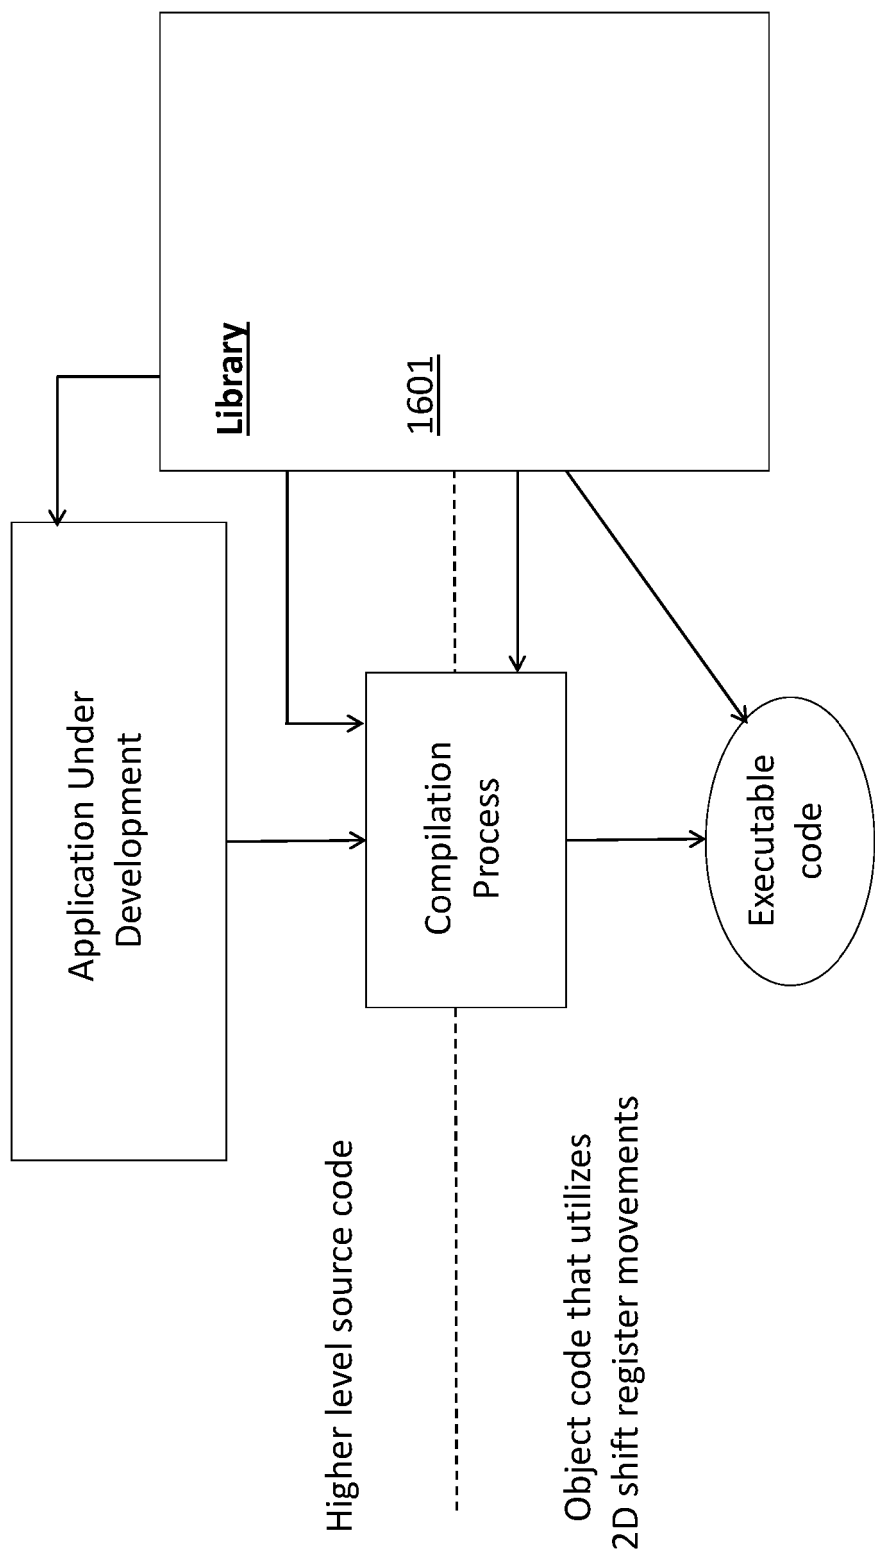 Application Under
Development
Library
1601
Higher level source code
Compilation
Process
Object code that utilizes
2D shift register movements
Executable
code